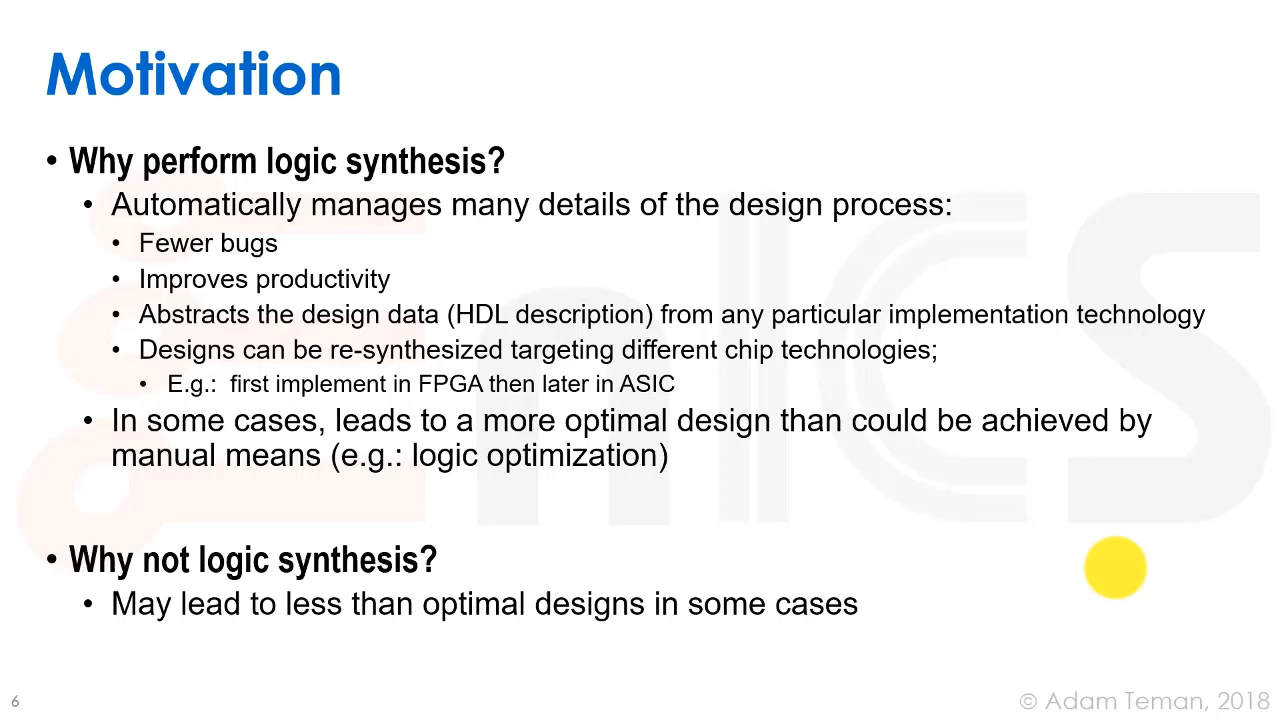 Motivation
• Why perform logic synthesis?
• Automatically manages many details of the design process:
• Fewer bugs
• Improves productivity
• Abstracts the design data (HDL description) from any particular implementation technology
• Designs can be re-synthesized targeting different chip technologies;
• E.g.: first implement in FPGA then later in ASIC
• In some cases, leads to a more optimal design than could be achieved by
manual means (e.g.: logic optimization)
• Why not logic synthesis?
• May lead to less than optimal designs in some cases
6
© Adam Teman, 2018
EnICS